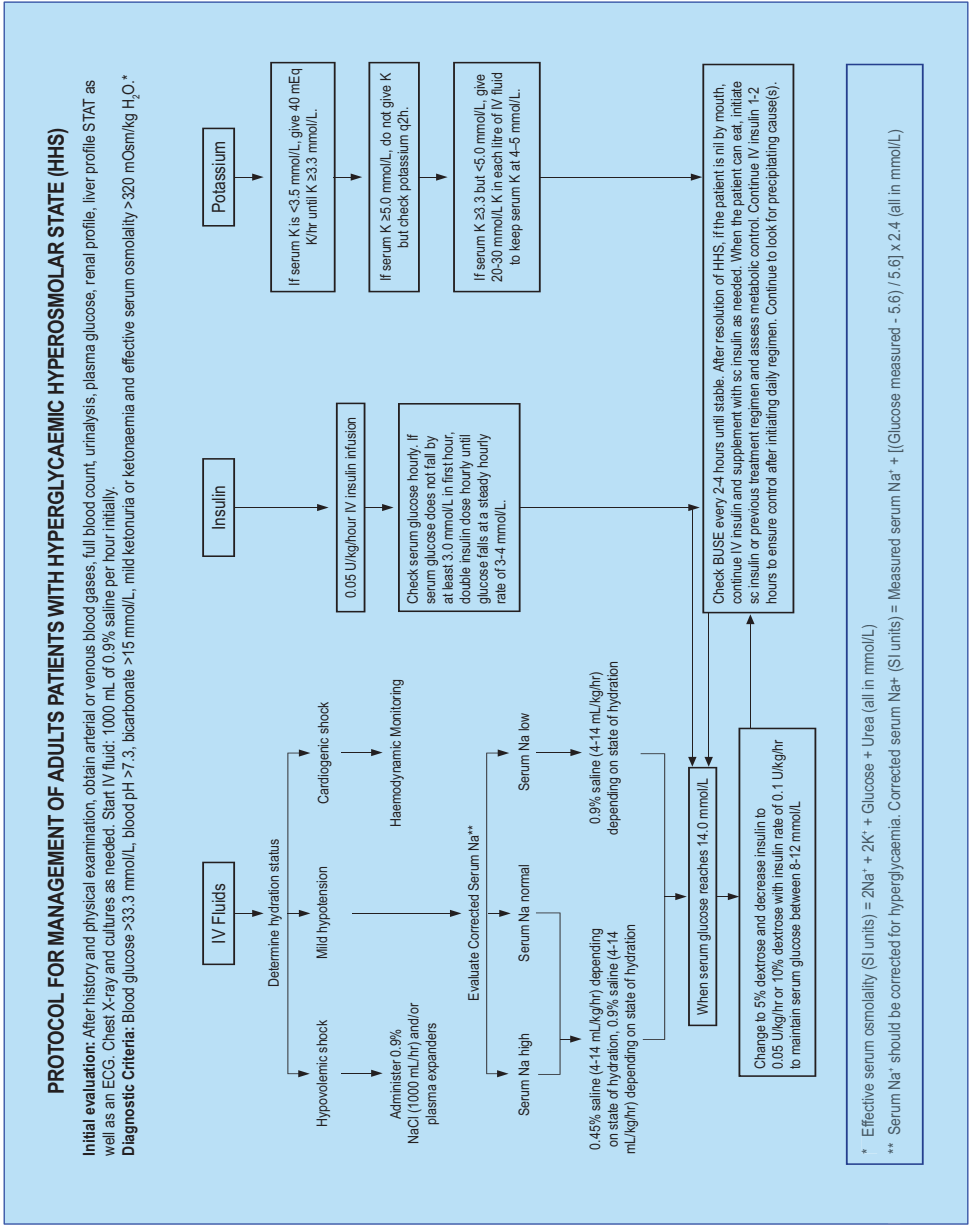 PROTOCOL FOR MANAGEMENT OF ADULTS PATIENTS WITH HYPERGLYCAEMIC HYPEROSMOLAR STATE (HHS)
Initial evaluation: After history and physical examination, obtain arterial or venous blood gases, full blood count, urinalysis, plasma glucose, renal profile, liver profile STAT as
well as an ECG. Chest X-ray and cultures as needed. Start IV fluid: 1000 mL of 0.9% saline per hour initially.
Diagnostic Criteria: Blood glucose >33.3 mmol/L, blood pH >7.3, bicarbonate >15 mmol/L, mild ketonuria or ketonaemia and effective serum osmolality >320 mOsm/kg H₂O.*
IV Fluids
Determine hydration status
Hypovolemic shock
Mild hypotension
Cardiogenic shock
Administer 0.9%
NaCl (1000 mL/hr) and/or
plasma expanders
Haemodynamic Monitoring
Evaluate Corrected Serum Na**
Serum Na high
Serum Na normal
Serum Na low
0.45% saline (4-14 mL/kg/hr) depending
on state of hydration, 0.9% saline (4-14
mL/kg/hr) depending on state of hydration
0.9% saline (4-14 mL/kg/hr)
depending on state of hydration
When serum glucose reaches 14.0 mmol/L
Change to 5% dextrose and decrease insulin to
0.05 U/kg/hr or 10% dextrose with insulin rate of 0.1 U/kg/hr
to maintain serum glucose between 8-12 mmol/L
Insulin
0.05 U/kg/hour IV insulin infusion
Check serum glucose hourly. If
serum glucose does not fall by
at least 3.0 mmol/L in first hour,
double insulin dose hourly until
glucose falls at a steady hourly
rate of 3-4 mmol/L.
Potassium
If serum K is <3.5 mmol/L, give 40 mEq
K/hr until K ≥3.3 mmol/L.
If serum K ≥5.0 mmol/L, do not give K
but check potassium q2h.
If serum K ≥3.3 but <5.0 mmol/L, give
20-30 mmol/L K in each litre of IV fluid
to keep serum K at 4–5 mmol/L.
Check BUSE every 2-4 hours until stable. After resolution of HHS, if the patient is nil by mouth,
continue IV insulin and supplement with sc insulin as needed. When the patient can eat, initiate
sc insulin or previous treatment regimen and assess metabolic control. Continue IV insulin 1-2
hours to ensure control after initiating daily regimen. Continue to look for precipitating cause(s).
* Effective serum osmolality (SI units) = 2Na⁺ + 2K⁺ + Glucose + Urea (all in mmol/L)
** Serum Na⁺ should be corrected for hyperglycaemia. Corrected serum Na+ (SI units) = Measured serum Na⁺ + [(Glucose measured - 5.6) / 5.6] x 2.4 (all in mmol/L)